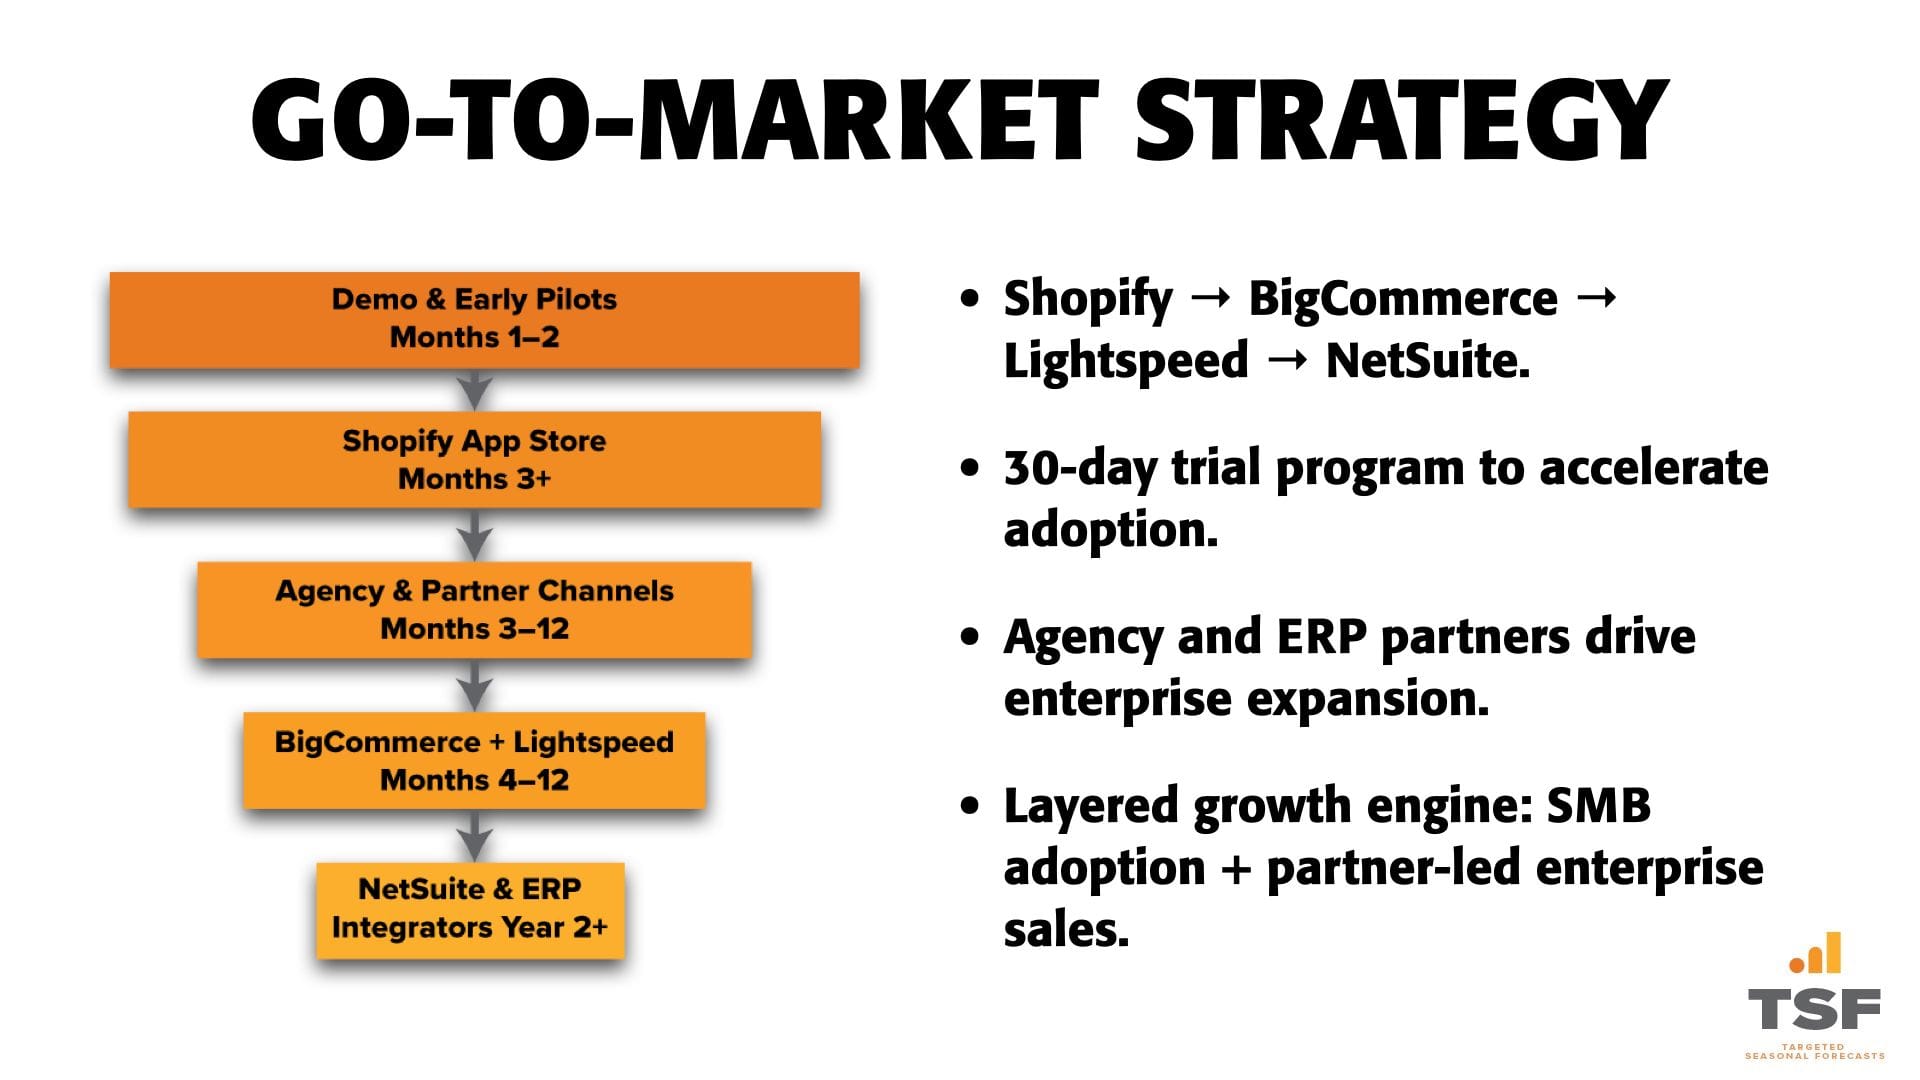 GO-TO-MARKET STRATEGY
Demo & Early Pilots
Months 1–2
Shopify App Store
Months 3+
Agency & Partner Channels
Months 3–12
BigCommerce + Lightspeed
Months 4–12
NetSuite & ERP
Integrators Year 2+
• Shopify → BigCommerce →
Lightspeed → NetSuite.
• 30-day trial program to accelerate
adoption.
• Agency and ERP partners drive
enterprise expansion.
• Layered growth engine: SMB
adoption + partner-led enterprise
sales.
TSF
TARGETED
SEASONAL FORECASTS